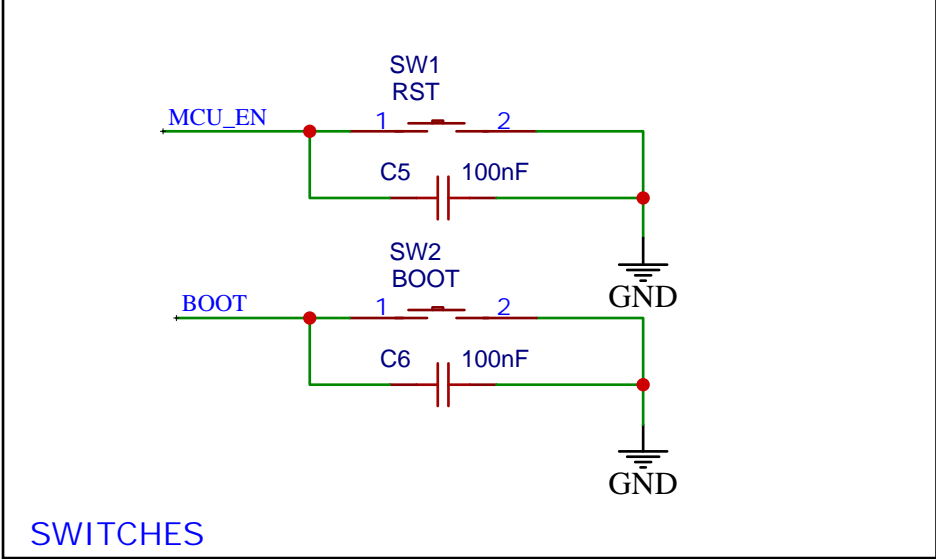 SW1
RST
MCU_EN
1 2
C5 100nF
GND
SW2
BOOT
BOOT
1 2
C6 100nF
GND
SWITCHES